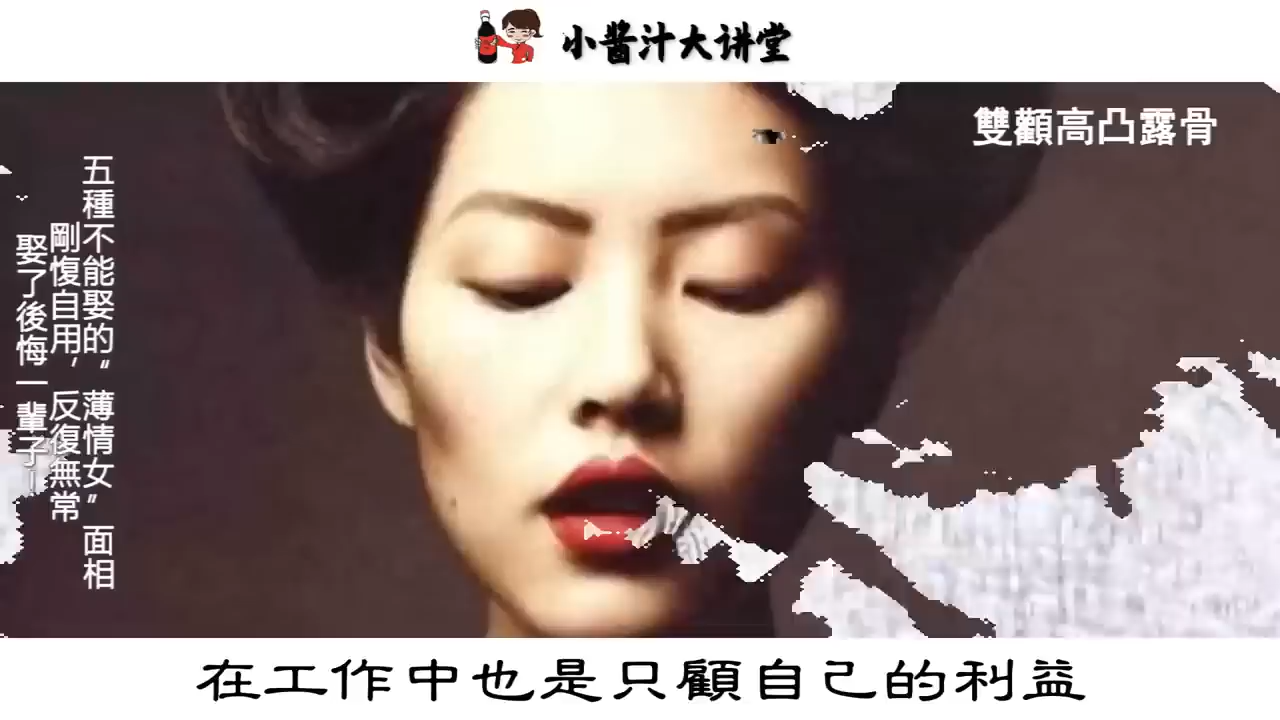 小酱汁大讲堂
雙顴高凸露骨
五種不能娶的“薄情女”面相
剛愎自用，反復無常
娶了後悔一輩子！
在工作中也是只顧自己的利益